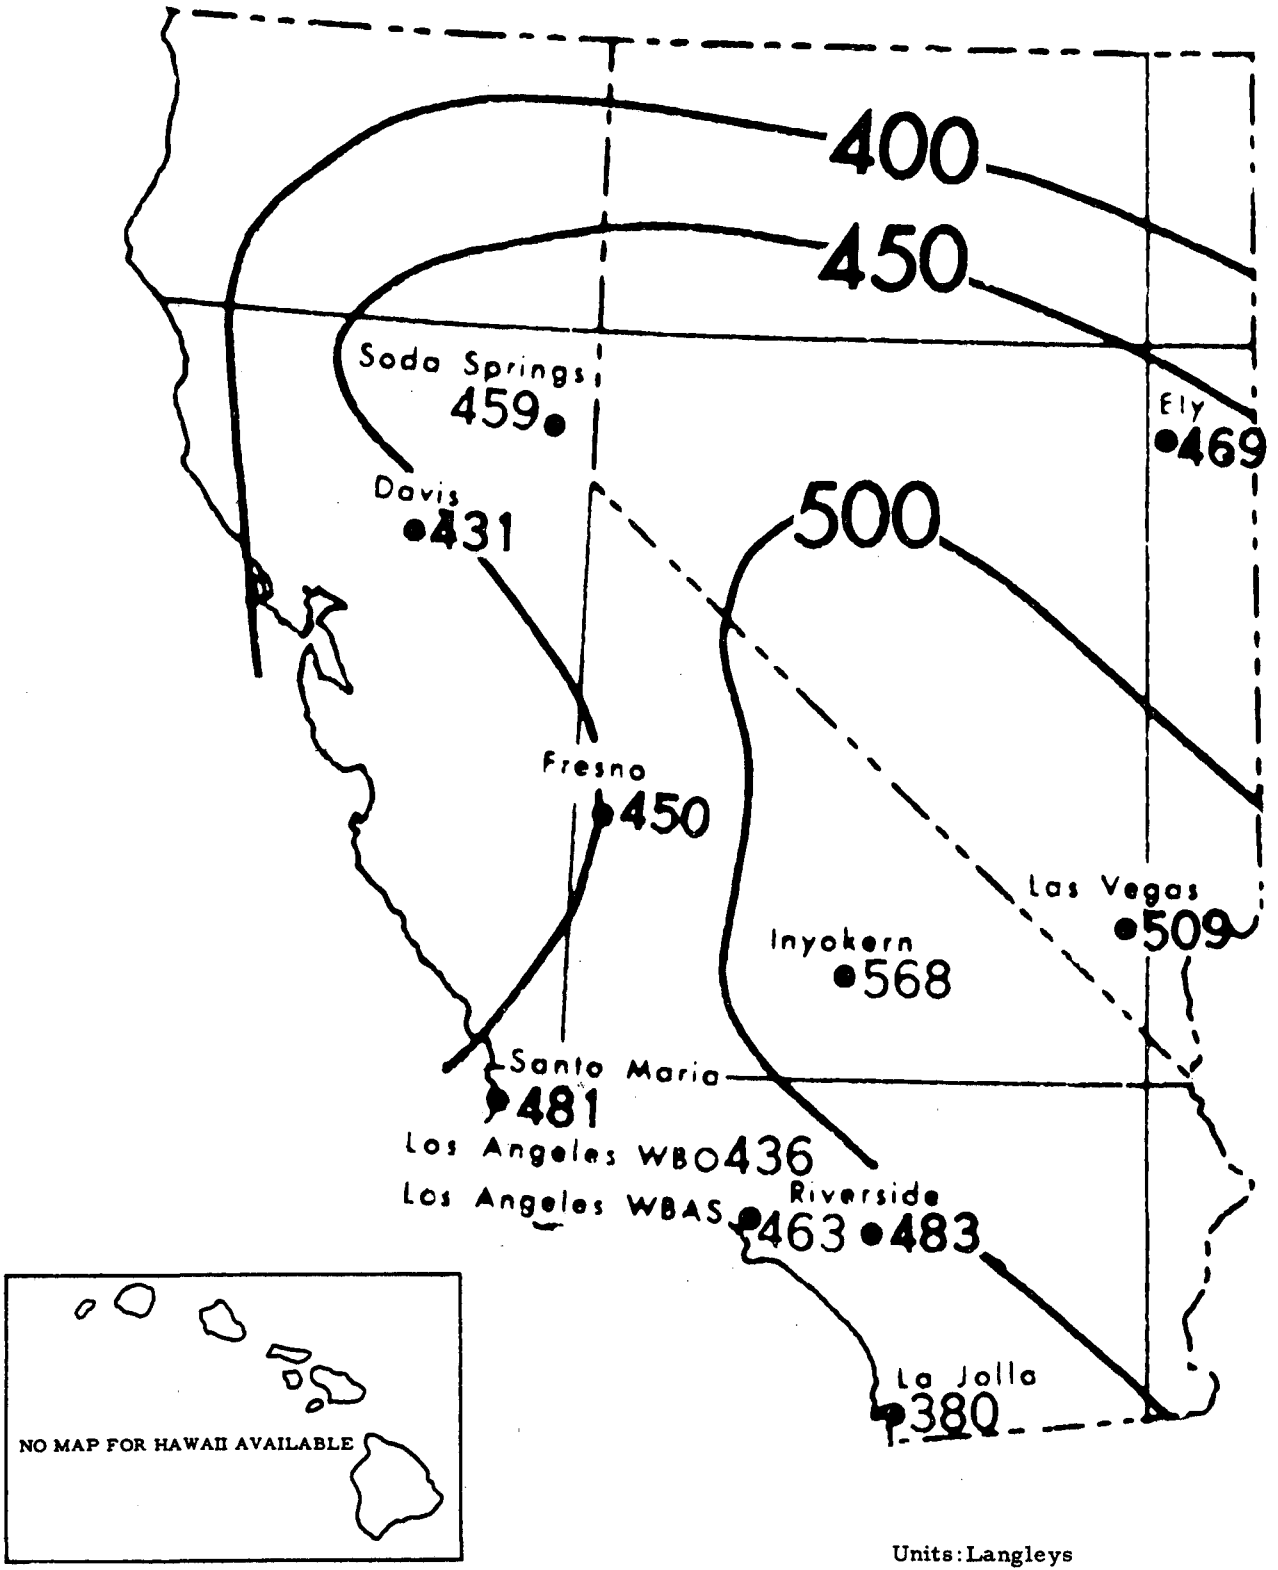 400
450
Soda Springs
459
Ely
469
Davis
431
500
Fresno
450
Las Vegas
509
Inyokern
568
Santa Maria
481
Los Angeles WBO 436
Los Angeles WBAS
463
Riverside
483
La Jolla
380
NO MAP FOR HAWAII AVAILABLE
Units: Langleys